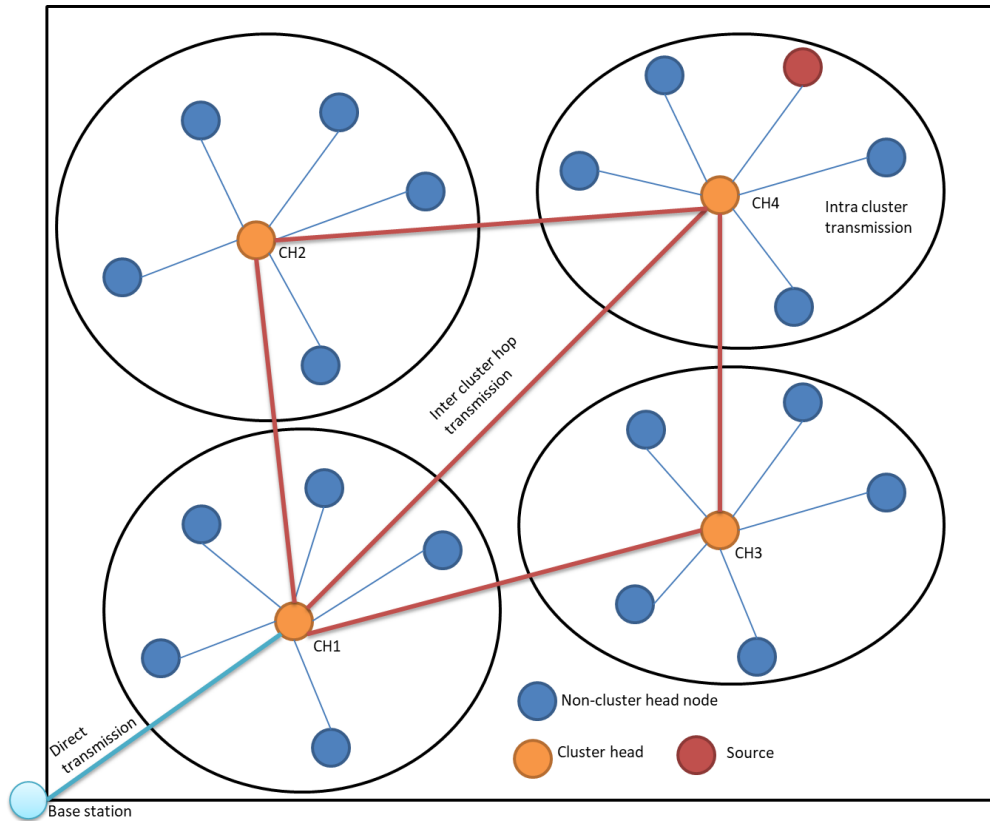 CH4
Intra cluster
transmission
CH2
Inter cluster hop
transmission
CH3
CH1
Direct
transmission
Non-cluster head node
Cluster head
Source
Base station